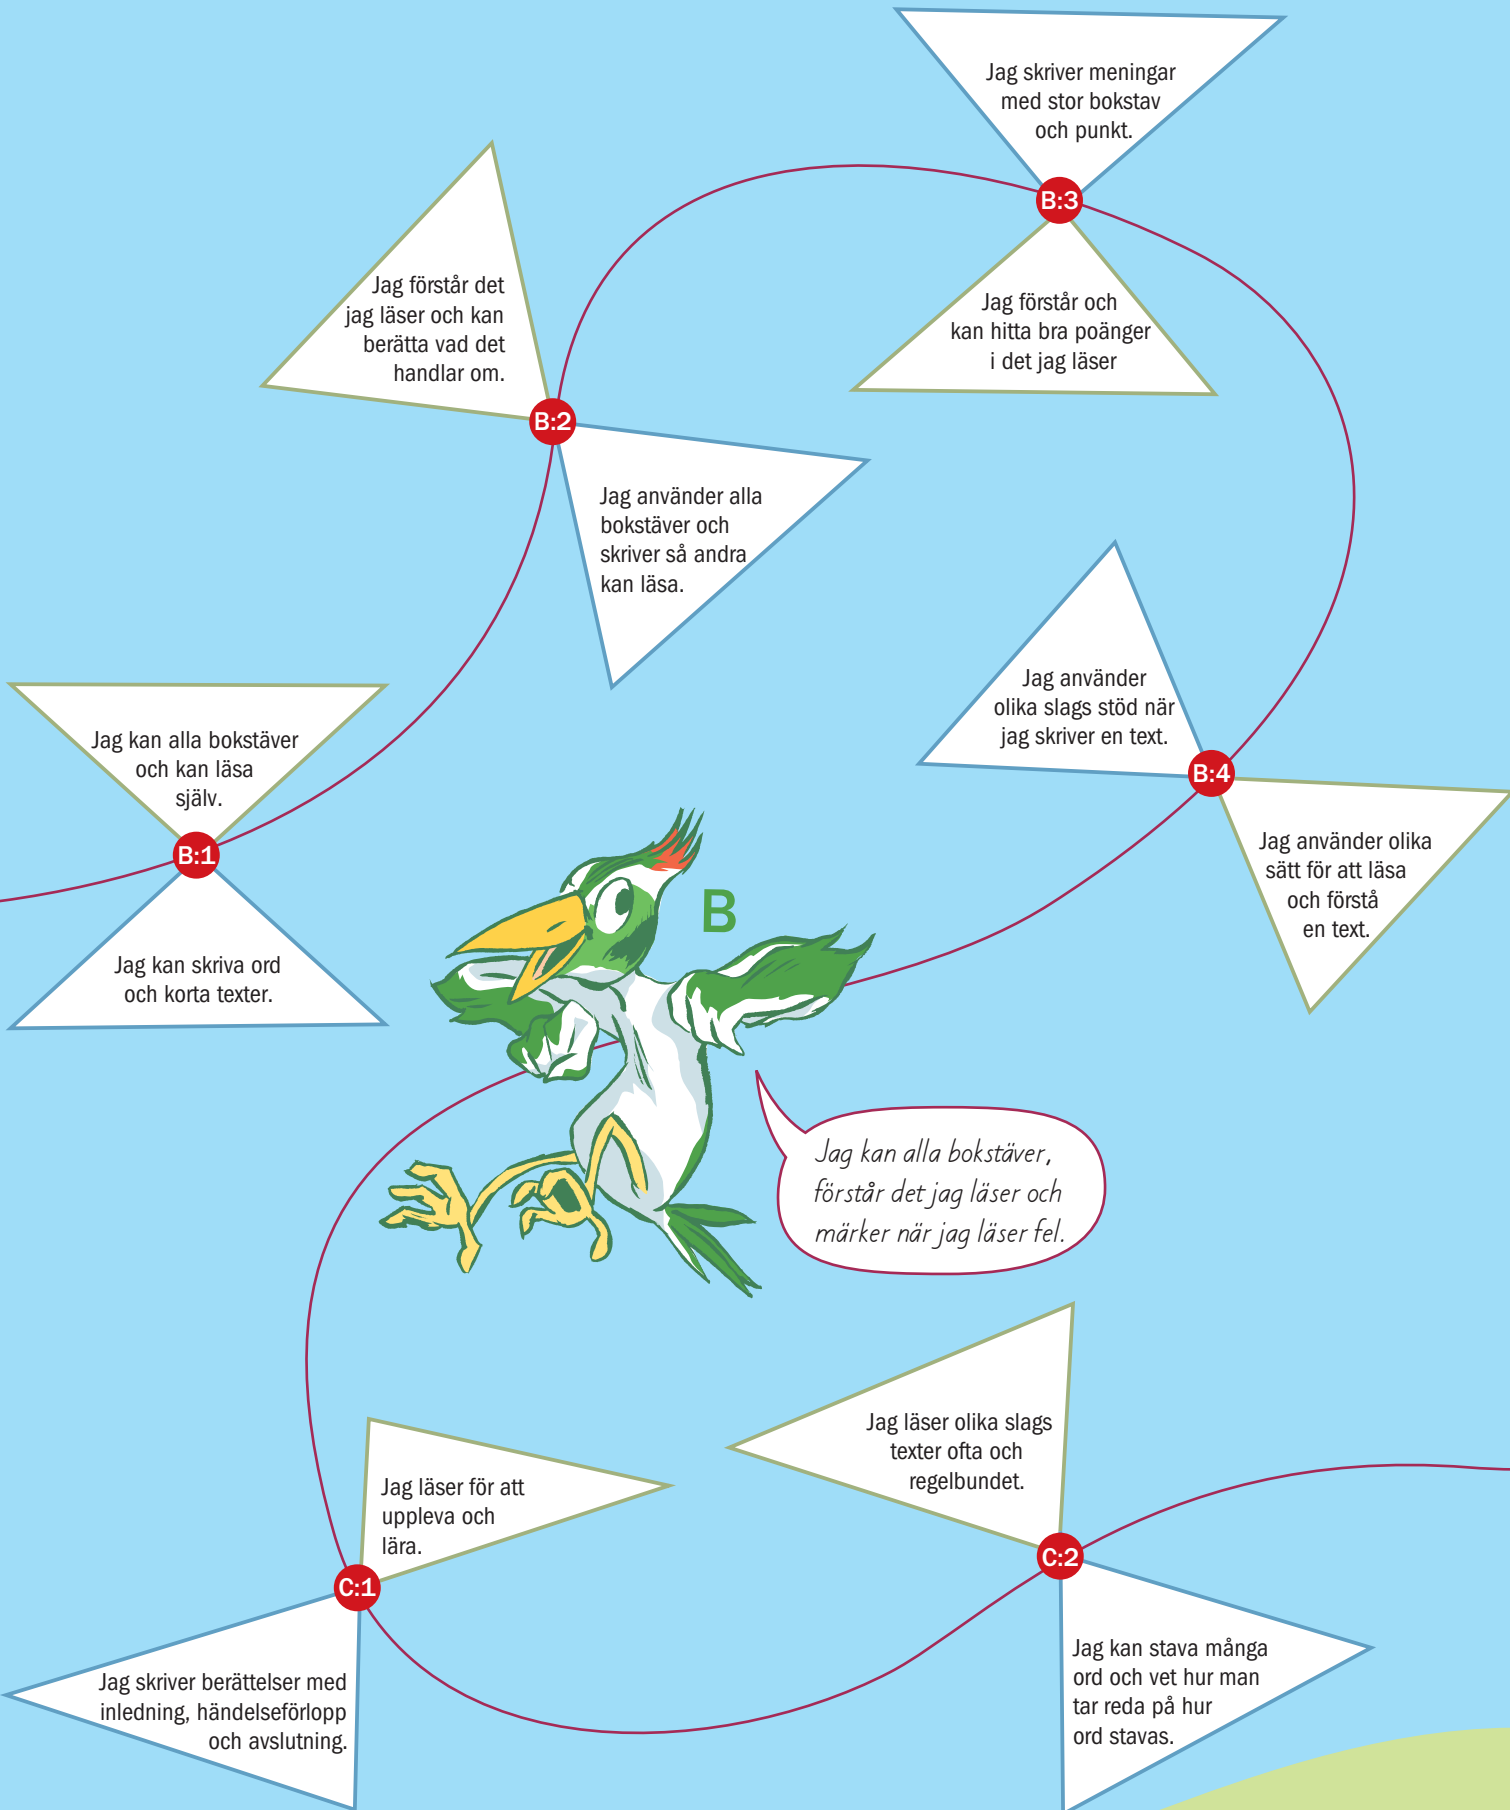 Jag skriver meningar
med stor bokstav
och punkt.
B:3
Jag förstår och
kan hitta bra poänger
i det jag läser
Jag förstår det
jag läser och kan
berätta vad det
handlar om.
B:2
Jag använder alla
bokstäver och
skriver så andra
kan läsa.
Jag använder
olika slags stöd när
jag skriver en text.
B:4
Jag använder olika
sätt för att läsa
och förstå
en text.
Jag kan alla bokstäver
och kan läsa
själv.
B:1
Jag kan skriva ord
och korta texter.
B
Jag kan alla bokstäver,
förstår det jag läser och
märker när jag läser fel.
Jag läser för att
uppleva och
lära.
C:1
Jag skriver berättelser med
inledning, händelseförlopp
och avslutning.
Jag läser olika slags
texter ofta och
regelbundet.
C:2
Jag kan stava många
ord och vet hur man
tar reda på hur
ord stavas.